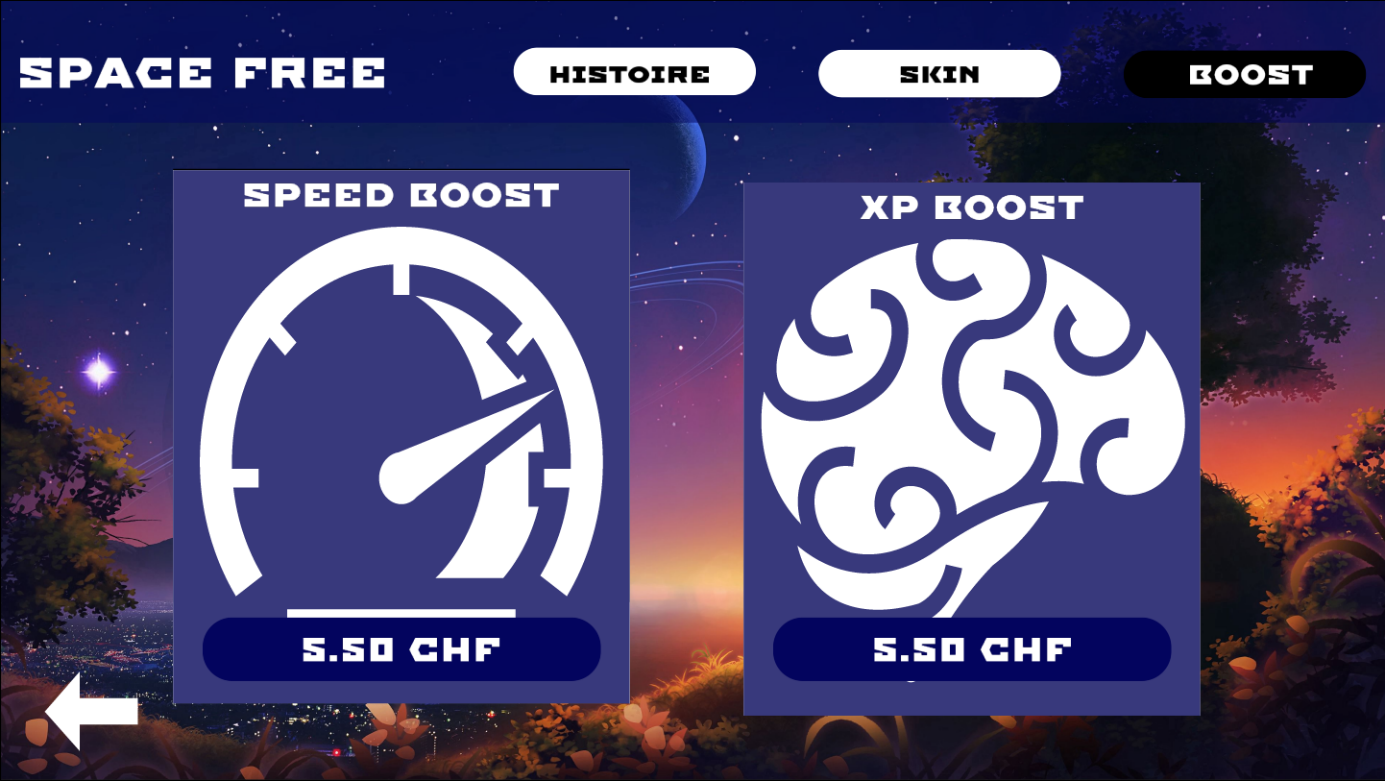 SPACE FREE
HISTOIRE
SKIN
BOOST
SPEED BOOST
XP BOOST
5.50 CHF
5.50 CHF